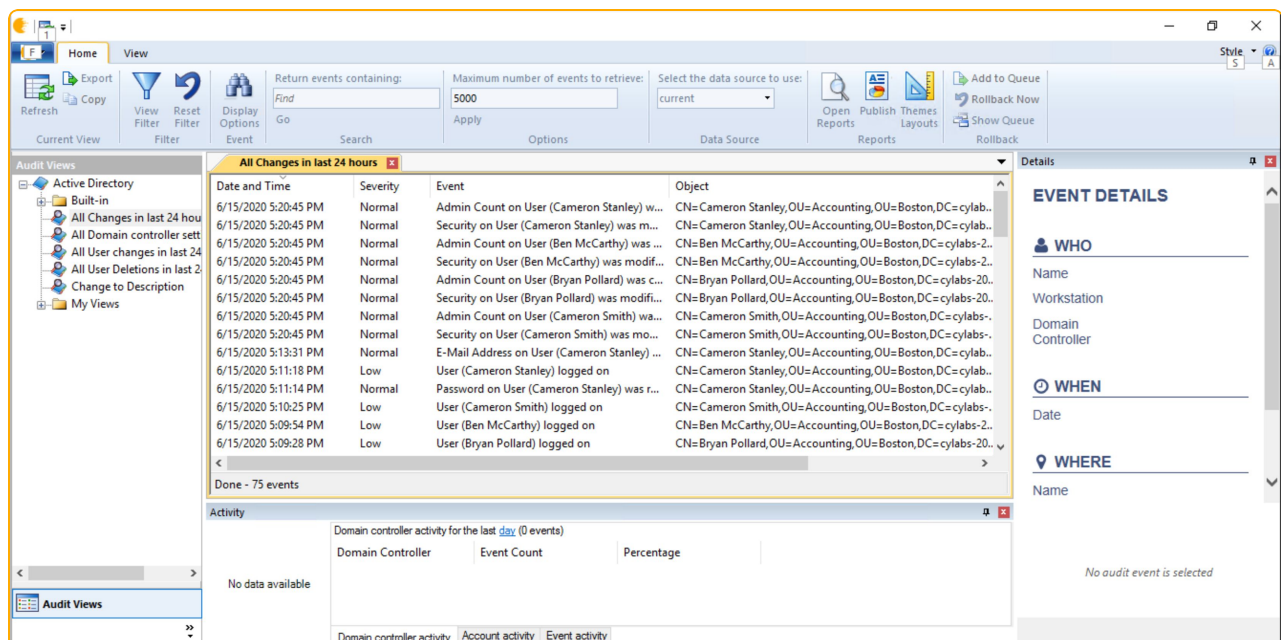 1
F
Home View
Style
S A
Refresh
Export
Copy
Current View
View Filter
Reset Filter
Filter
Display Options
Event
Return events containing:
Find
Go
Search
Maximum number of events to retrieve:
5000
Apply
Options
Select the data source to use:
current
Data Source
Open Reports
Publish
Themes Layouts
Reports
Add to Queue
Rollback Now
Show Queue
Rollback
Audit Views
Active Directory
Built-in
All Changes in last 24 hou
All Domain controller sett
All User changes in last 24
All User Deletions in last 2
Change to Description
My Views
Audit Views
All Changes in last 24 hours
Date and Time Severity Event Object
6/15/2020 5:20:45 PM Normal Admin Count on User (Cameron Stanley) w... CN=Cameron Stanley,OU=Accounting,OU=Boston,DC=cylab..
6/15/2020 5:20:45 PM Normal Security on User (Cameron Stanley) was m... CN=Cameron Stanley,OU=Accounting,OU=Boston,DC=cylab..
6/15/2020 5:20:45 PM Normal Admin Count on User (Ben McCarthy) was ... CN=Ben McCarthy,OU=Accounting,OU=Boston,DC=cylabs-2..
6/15/2020 5:20:45 PM Normal Security on User (Ben McCarthy) was modif... CN=Ben McCarthy,OU=Accounting,OU=Boston,DC=cylabs-2..
6/15/2020 5:20:45 PM Normal Admin Count on User (Bryan Pollard) was c... CN=Bryan Pollard,OU=Accounting,OU=Boston,DC=cylabs-20..
6/15/2020 5:20:45 PM Normal Security on User (Bryan Pollard) was modifi... CN=Bryan Pollard,OU=Accounting,OU=Boston,DC=cylabs-20..
6/15/2020 5:20:45 PM Normal Admin Count on User (Cameron Smith) wa... CN=Cameron Smith,OU=Accounting,OU=Boston,DC=cylabs-.
6/15/2020 5:20:45 PM Normal Security on User (Cameron Smith) was mo... CN=Cameron Smith,OU=Accounting,OU=Boston,DC=cylabs-.
6/15/2020 5:13:31 PM Normal E-Mail Address on User (Cameron Stanley) ... CN=Cameron Stanley,OU=Accounting,OU=Boston,DC=cylab..
6/15/2020 5:11:18 PM Low User (Cameron Stanley) logged on CN=Cameron Stanley,OU=Accounting,OU=Boston,DC=cylab..
6/15/2020 5:11:14 PM Normal Password on User (Cameron Stanley) was r... CN=Cameron Stanley,OU=Accounting,OU=Boston,DC=cylab..
6/15/2020 5:10:25 PM Low User (Cameron Smith) logged on CN=Cameron Smith,OU=Accounting,OU=Boston,DC=cylabs-.
6/15/2020 5:09:54 PM Low User (Ben McCarthy) logged on CN=Ben McCarthy,OU=Accounting,OU=Boston,DC=cylabs-2..
6/15/2020 5:09:28 PM Low User (Bryan Pollard) logged on CN=Bryan Pollard,OU=Accounting,OU=Boston,DC=cylabs-20..
Done - 75 events
Activity
Domain controller activity for the last day (0 events)
Domain Controller Event Count Percentage
No data available
Domain controller activity Account activity Event activity
Details
EVENT DETAILS
WHO
Name
Workstation
Domain
Controller
WHEN
Date
WHERE
Name
No audit event is selected